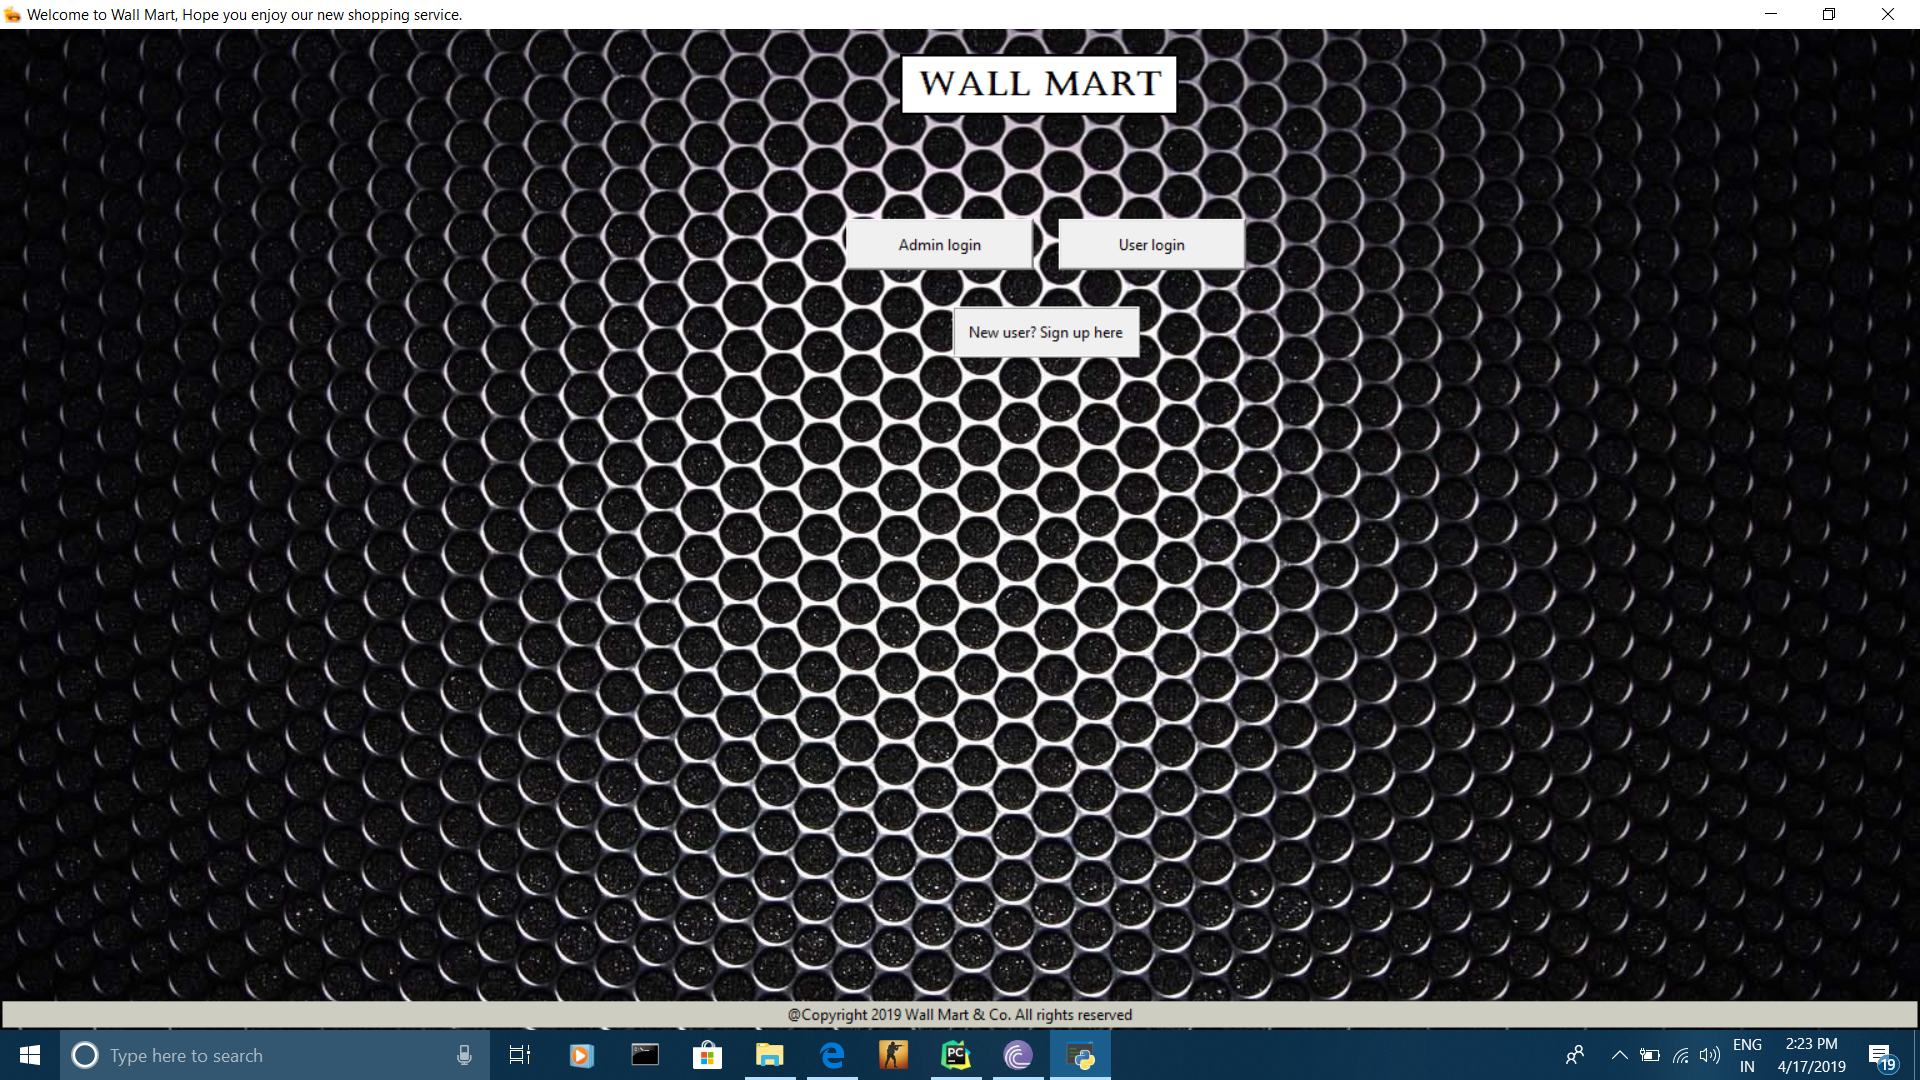 Welcome to Wall Mart, Hope you enjoy our new shopping service.
WALL MART
Admin login
User login
New user? Sign up here
@Copyright 2019 Wall Mart & Co. All rights reserved
Type here to search
PC
ENG
IN
2:23 PM
4/17/2019
19